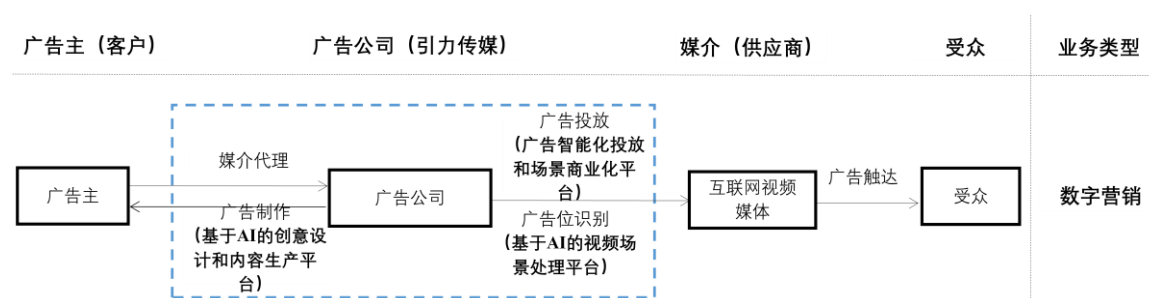 广告主（客户）
广告公司（引力传媒）
媒介（供应商）
受众
业务类型
广告主
媒介代理
广告制作
（基于AI的创意设
计和内容生产平
台）
广告公司
广告投放
（广告智能化投放
和场景商业化平
台）
广告位识别
（基于AI的视频场
景处理平台）
互联网视频
媒体
广告触达
受众
数字营销